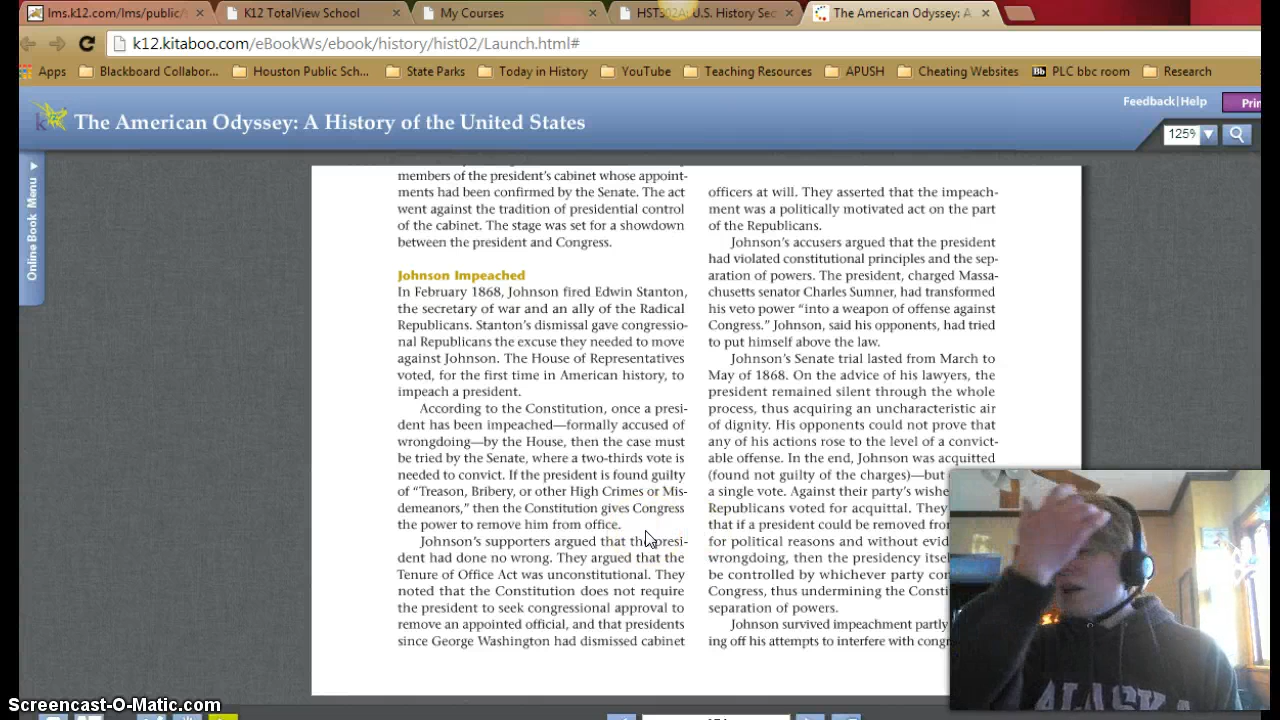 lms.k12.com/lms/public/
K12 TotalView School
My Courses
HST302A U.S. History Sec
The American Odyssey: A
k12.kitaboo.com/eBookWs/ebook/history/hist02/Launch.html#
Apps
Blackboard Collabor...
Houston Public Sch...
State Parks
Today in History
YouTube
Teaching Resources
APUSH
Cheating Websites
Bb PLC bbc room
Research
Feedback|Help
Prin
The American Odyssey: A History of the United States
125%
Online Book Menu
members of the president's cabinet whose appoint-
ments had been confirmed by the Senate. The act
went against the tradition of presidential control
of the cabinet. The stage was set for a showdown
between the president and Congress.
Johnson Impeached
In February 1868, Johnson fired Edwin Stanton,
the secretary of war and an ally of the Radical
Republicans. Stanton's dismissal gave congressio-
nal Republicans the excuse they needed to move
against Johnson. The House of Representatives
voted, for the first time in American history, to
impeach a president.
According to the Constitution, once a presi-
dent has been impeached—formally accused of
wrongdoing—by the House, then the case must
be tried by the Senate, where a two-thirds vote is
needed to convict. If the president is found guilty
of "Treason, Bribery, or other High Crimes or Mis-
demeanors," then the Constitution gives Congress
the power to remove him from office.
Johnson's supporters argued that the presi-
dent had done no wrong. They argued that the
Tenure of Office Act was unconstitutional. They
noted that the Constitution does not require
the president to seek congressional approval to
remove an appointed official, and that presidents
since George Washington had dismissed cabinet
officers at will. They asserted that the impeach-
ment was a politically motivated act on the part
of the Republicans.
Johnson's accusers argued that the president
had violated constitutional principles and the sep-
aration of powers. The president, charged Massa-
chusetts senator Charles Sumner, had transformed
his veto power "into a weapon of offense against
Congress." Johnson, said his opponents, had tried
to put himself above the law.
Johnson's Senate trial lasted from March to
May of 1868. On the advice of his lawyers, the
president remained silent through the whole
process, thus acquiring an uncharacteristic air
of dignity. His opponents could not prove that
any of his actions rose to the level of a convict-
able offense. In the end, Johnson was acquitted
(found not guilty of the charges)—but
a single vote. Against their party's wishe
Republicans voted for acquittal. They
that if a president could be removed from
for political reasons and without evid
wrongdoing, then the presidency itse
be controlled by whichever party con
Congress, thus undermining the Consti
separation of powers.
Johnson survived impeachment partly
ing off his attempts to interfere with congr
ALASKA
Screencast-O-Matic.com